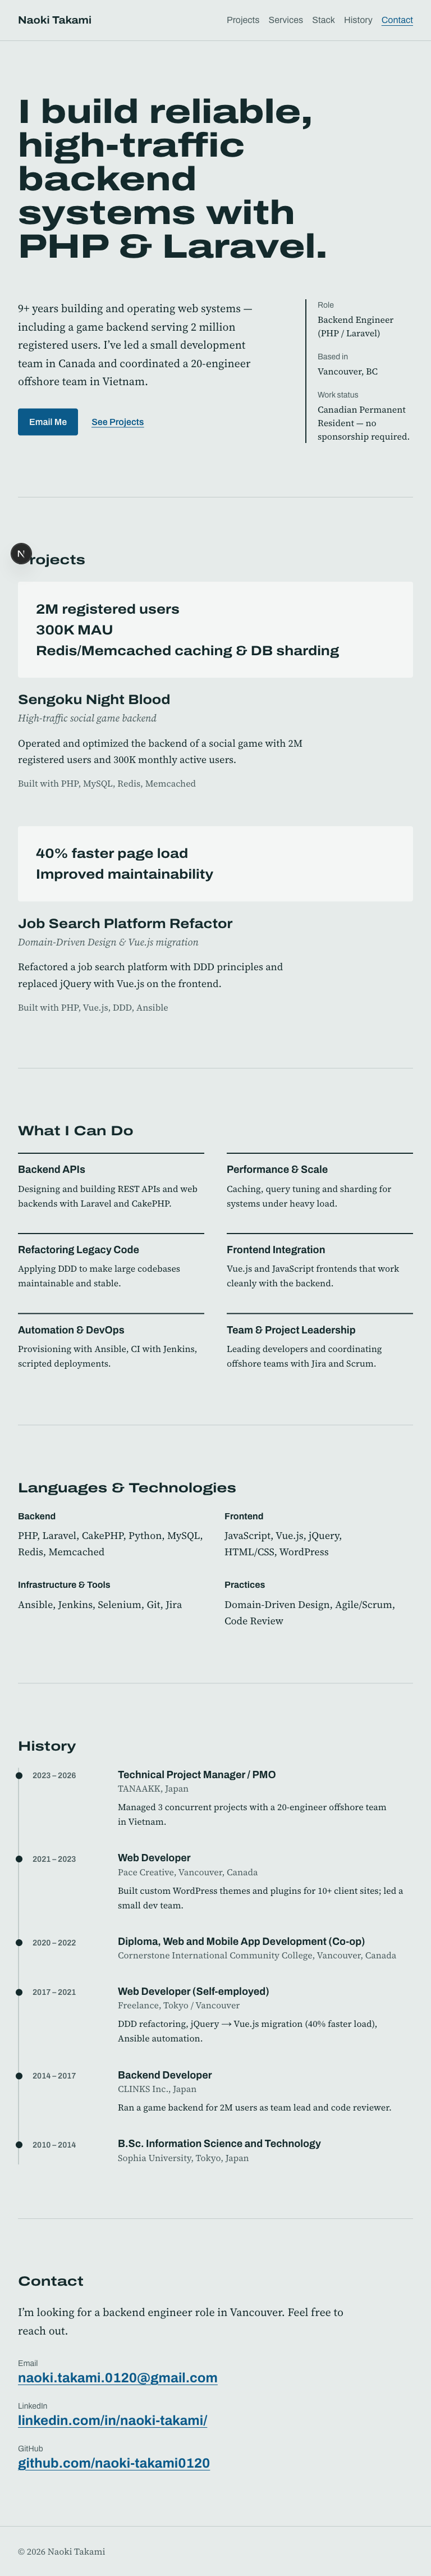 Naoki Takami
Projects Services Stack History Contact
I build reliable,
high-traffic
backend
systems with
PHP & Laravel.
9+ years building and operating web systems —
including a game backend serving 2 million
registered users. I've led a small development
team in Canada and coordinated a 20-engineer
offshore team in Vietnam.
Email Me
See Projects
Role
Backend Engineer
(PHP / Laravel)
Based in
Vancouver, BC
Work status
Canadian Permanent
Resident — no
sponsorship required.
N
rojects
2M registered users
300K MAU
Redis/Memcached caching & DB sharding
Sengoku Night Blood
High-traffic social game backend
Operated and optimized the backend of a social game with 2M
registered users and 300K monthly active users.
Built with PHP, MySQL, Redis, Memcached
40% faster page load
Improved maintainability
Job Search Platform Refactor
Domain-Driven Design & Vue.js migration
Refactored a job search platform with DDD principles and
replaced jQuery with Vue.js on the frontend.
Built with PHP, Vue.js, DDD, Ansible
What I Can Do
Backend APIs
Designing and building REST APIs and web
backends with Laravel and CakePHP.
Performance & Scale
Caching, query tuning and sharding for
systems under heavy load.
Refactoring Legacy Code
Applying DDD to make large codebases
maintainable and stable.
Frontend Integration
Vue.js and JavaScript frontends that work
cleanly with the backend.
Automation & DevOps
Provisioning with Ansible, CI with Jenkins,
scripted deployments.
Team & Project Leadership
Leading developers and coordinating
offshore teams with Jira and Scrum.
Languages & Technologies
Backend
PHP, Laravel, CakePHP, Python, MySQL,
Redis, Memcached
Frontend
JavaScript, Vue.js, jQuery,
HTML/CSS, WordPress
Infrastructure & Tools
Ansible, Jenkins, Selenium, Git, Jira
Practices
Domain-Driven Design, Agile/Scrum,
Code Review
History
2023 – 2026
Technical Project Manager / PMO
TANAAKK, Japan
Managed 3 concurrent projects with a 20-engineer offshore team
in Vietnam.
2021 – 2023
Web Developer
Pace Creative, Vancouver, Canada
Built custom WordPress themes and plugins for 10+ client sites; led a
small dev team.
2020 – 2022
Diploma, Web and Mobile App Development (Co-op)
Cornerstone International Community College, Vancouver, Canada
2017 – 2021
Web Developer (Self-employed)
Freelance, Tokyo / Vancouver
DDD refactoring, jQuery → Vue.js migration (40% faster load),
Ansible automation.
2014 – 2017
Backend Developer
CLINKS Inc., Japan
Ran a game backend for 2M users as team lead and code reviewer.
2010 – 2014
B.Sc. Information Science and Technology
Sophia University, Tokyo, Japan
Contact
I'm looking for a backend engineer role in Vancouver. Feel free to
reach out.
Email
naoki.takami.0120@gmail.com
LinkedIn
linkedin.com/in/naoki-takami/
GitHub
github.com/naoki-takami0120
© 2026 Naoki Takami